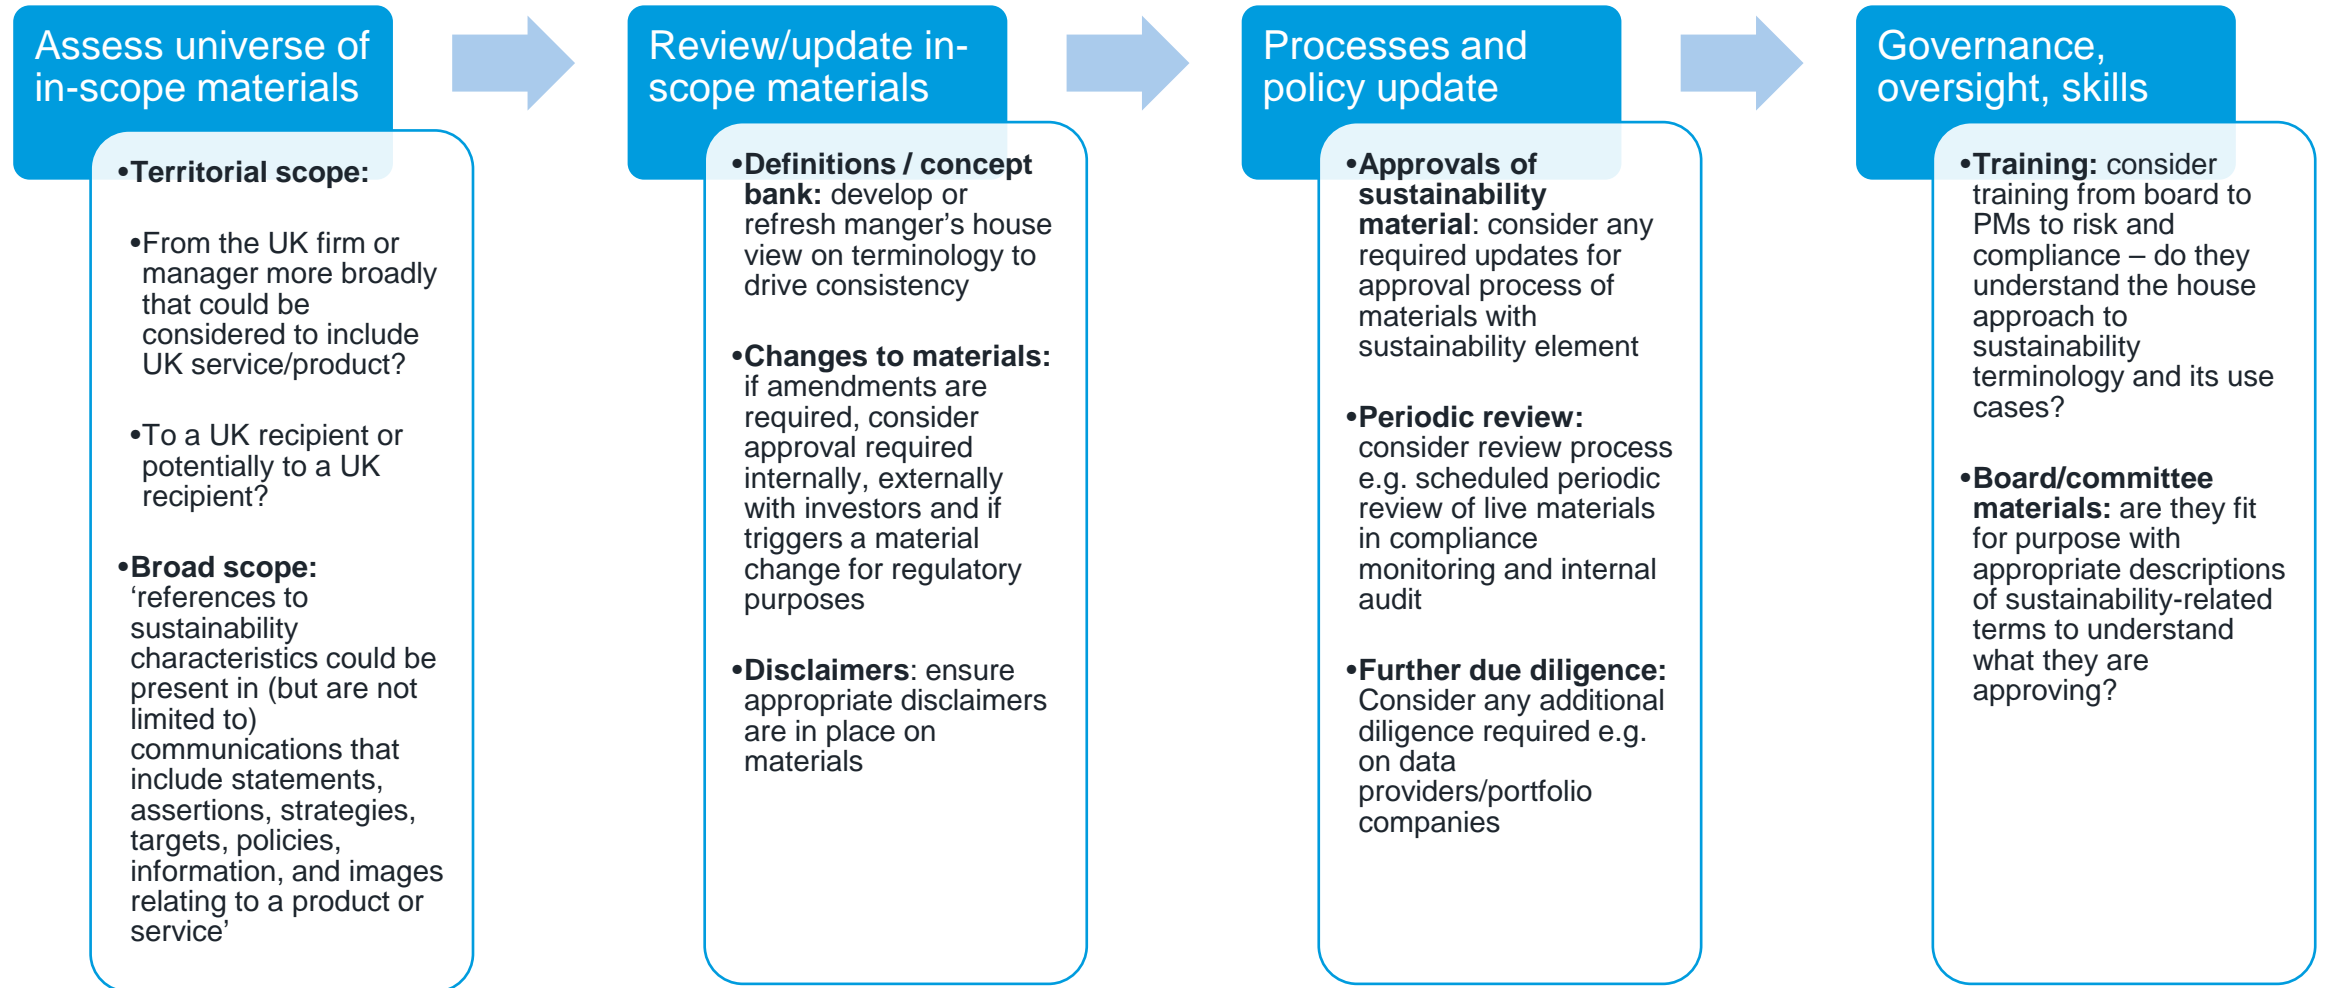 Assess universe of
in-scope materials
•Territorial scope:
•From the UK firm or
manager more broadly
that could be
considered to include
UK service/product?
•To a UK recipient or
potentially to a UK
recipient?
•Broad scope:
‘references to
sustainability
characteristics could be
present in (but are not
limited to)
communications that
include statements,
assertions, strategies,
targets, policies,
information, and images
relating to a product or
service’
Review/update in-
scope materials
•Definitions / concept
bank: develop or
refresh manger’s house
view on terminology to
drive consistency
•Changes to materials:
if amendments are
required, consider
approval required
internally, externally
with investors and if
triggers a material
change for regulatory
purposes
•Disclaimers: ensure
appropriate disclaimers
are in place on
materials
Processes and
policy update
•Approvals of
sustainability
material: consider any
required updates for
approval process of
materials with
sustainability element
•Periodic review:
consider review process
e.g. scheduled periodic
review of live materials
in compliance
monitoring and internal
audit
•Further due diligence:
Consider any additional
diligence required e.g.
on data
providers/portfolio
companies
Governance,
oversight, skills
•Training: consider
training from board to
PMs to risk and
compliance – do they
understand the house
approach to
sustainability
terminology and its use
cases?
•Board/committee
materials: are they fit
for purpose with
appropriate descriptions
of sustainability-related
terms to understand
what they are
approving?